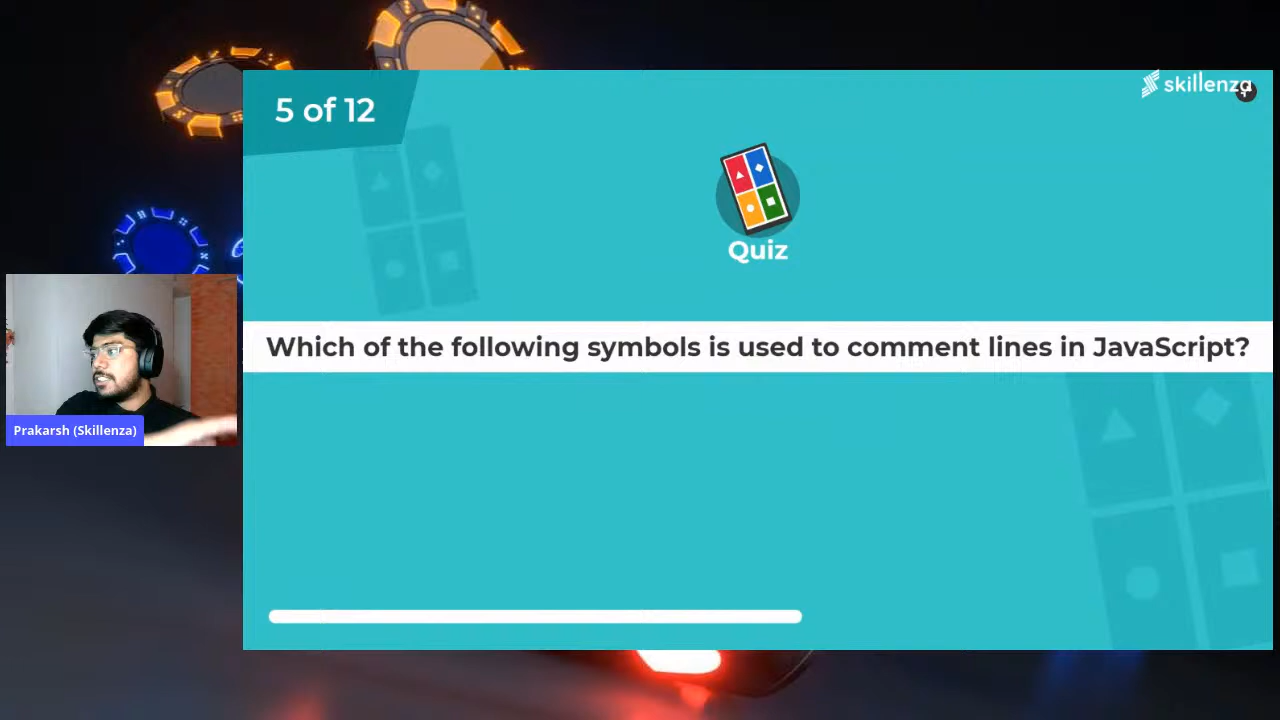 5 of 12
skillenza
Quiz
Which of the following symbols is used to comment lines in JavaScript?
Prakarsh (Skillenza)